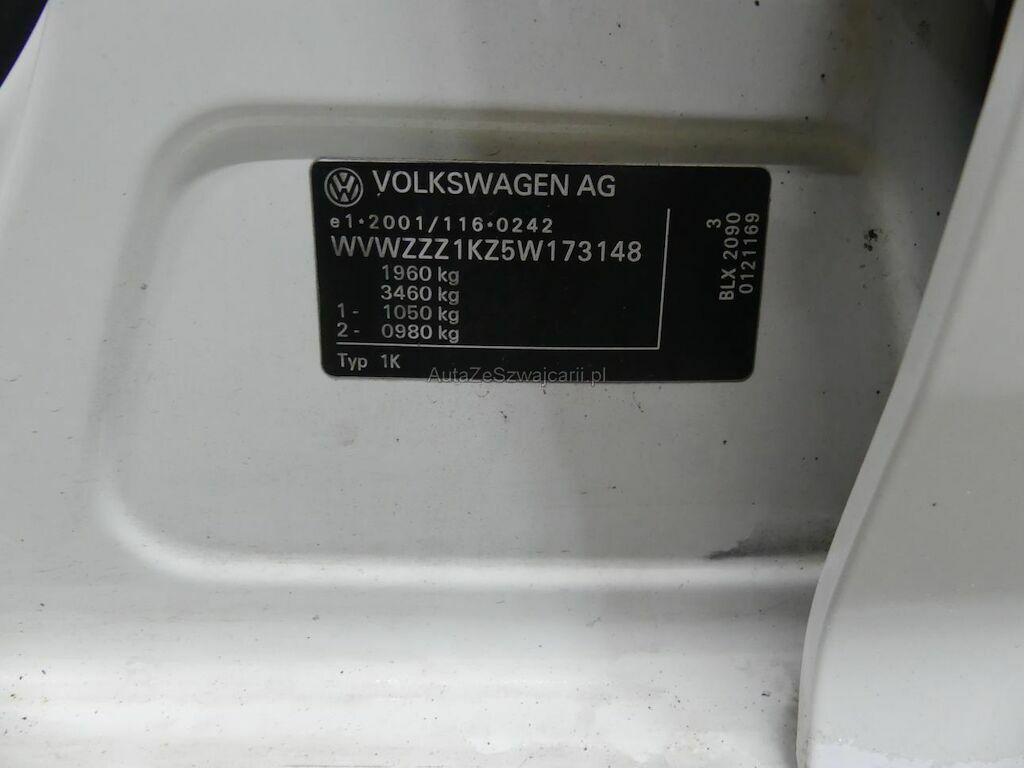 VOLKSWAGEN AG
e1*2001/116*0242
WVWZZZ1KZ5W173148
1960 kg
3460 kg
1 - 1050 kg
2 - 0980 kg
Typ 1K
3
BLX 2090
0121169
AutaZeSzwajcarii.pl